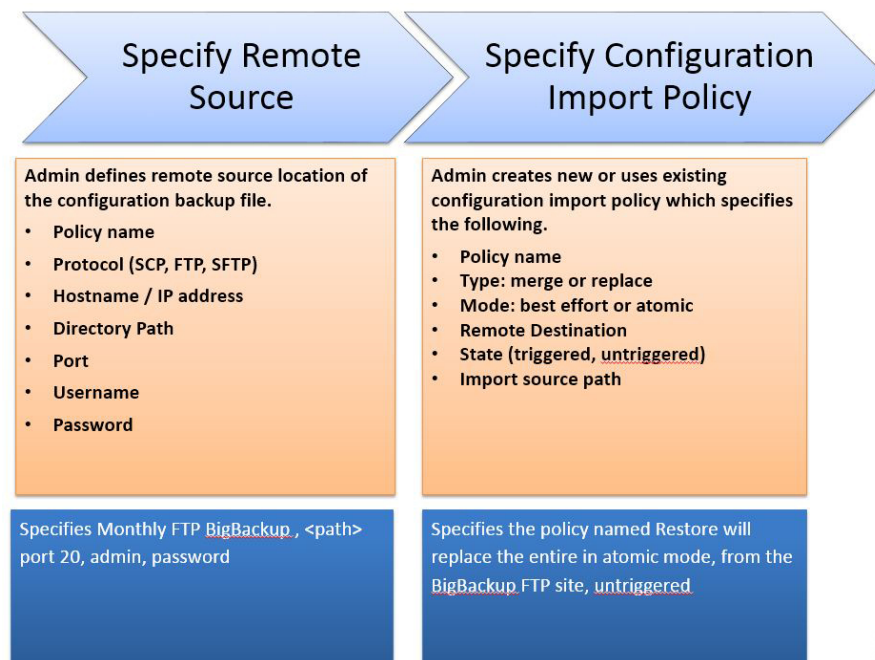 Specify Remote
Source
Specify Configuration
Import Policy
Admin defines remote source location of
the configuration backup file.
• Policy name
• Protocol (SCP, FTP, SFTP)
• Hostname / IP address
• Directory Path
• Port
• Username
• Password
Admin creates new or uses existing
configuration import policy which specifies
the following.
• Policy name
• Type: merge or replace
• Mode: best effort or atomic
• Remote Destination
• State (triggered, untriggered)
• Import source path
Specifies Monthly FTP BigBackup , <path>
port 20, admin, password
Specifies the policy named Restore will
replace the entire in atomic mode, from the
BigBackup FTP site, untriggered